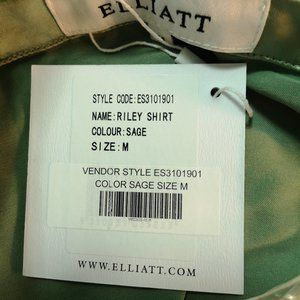 ELLIATT
STYLE CODE:ES3101901
NAME:RILEY SHIRT
COLOUR:SAGE
SIZE:M
VENDOR STYLE ES3101901
COLOR SAGE SIZE M
WWW.ELLIATT.COM